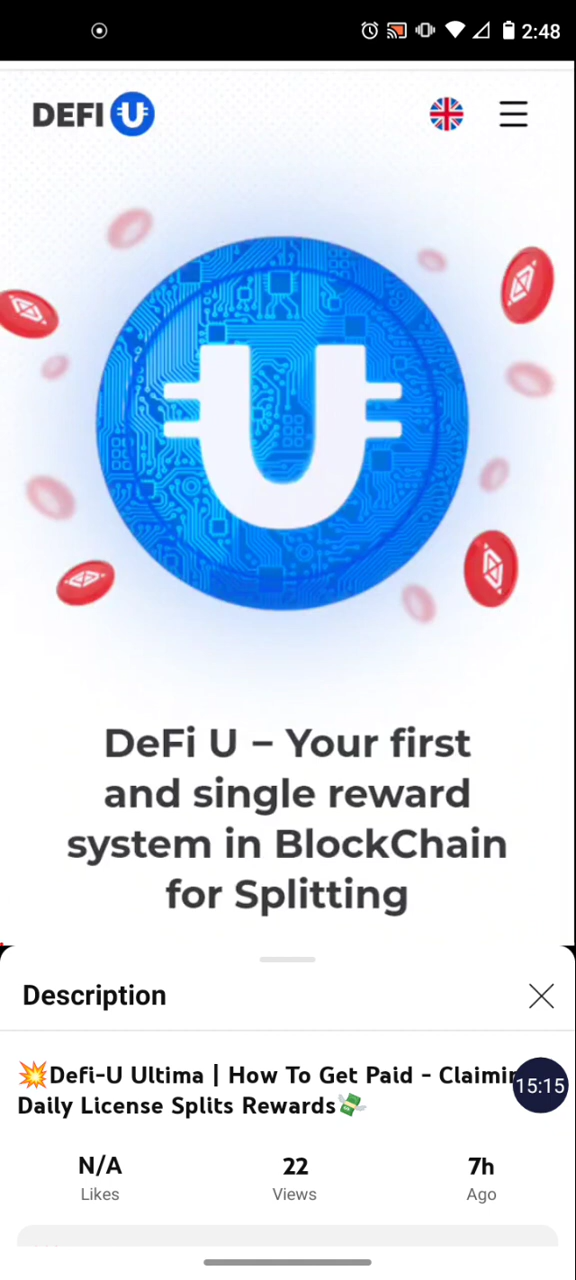 2:48
DEFI U
U
DeFi U – Your first
and single reward
system in BlockChain
for Splitting
Description
💥Defi-U Ultima | How To Get Paid - Claimin
15:15
Daily License Splits Rewards💸
N/A
22
7h
Likes
Views
Ago